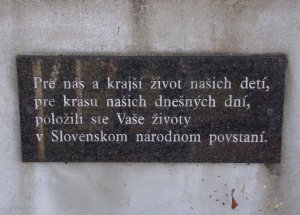 Pre nás a krajší život našich detí,
pre krásu našich dnešných dní,
položili ste Vaše životy
v Slovenskom národnom povstaní.